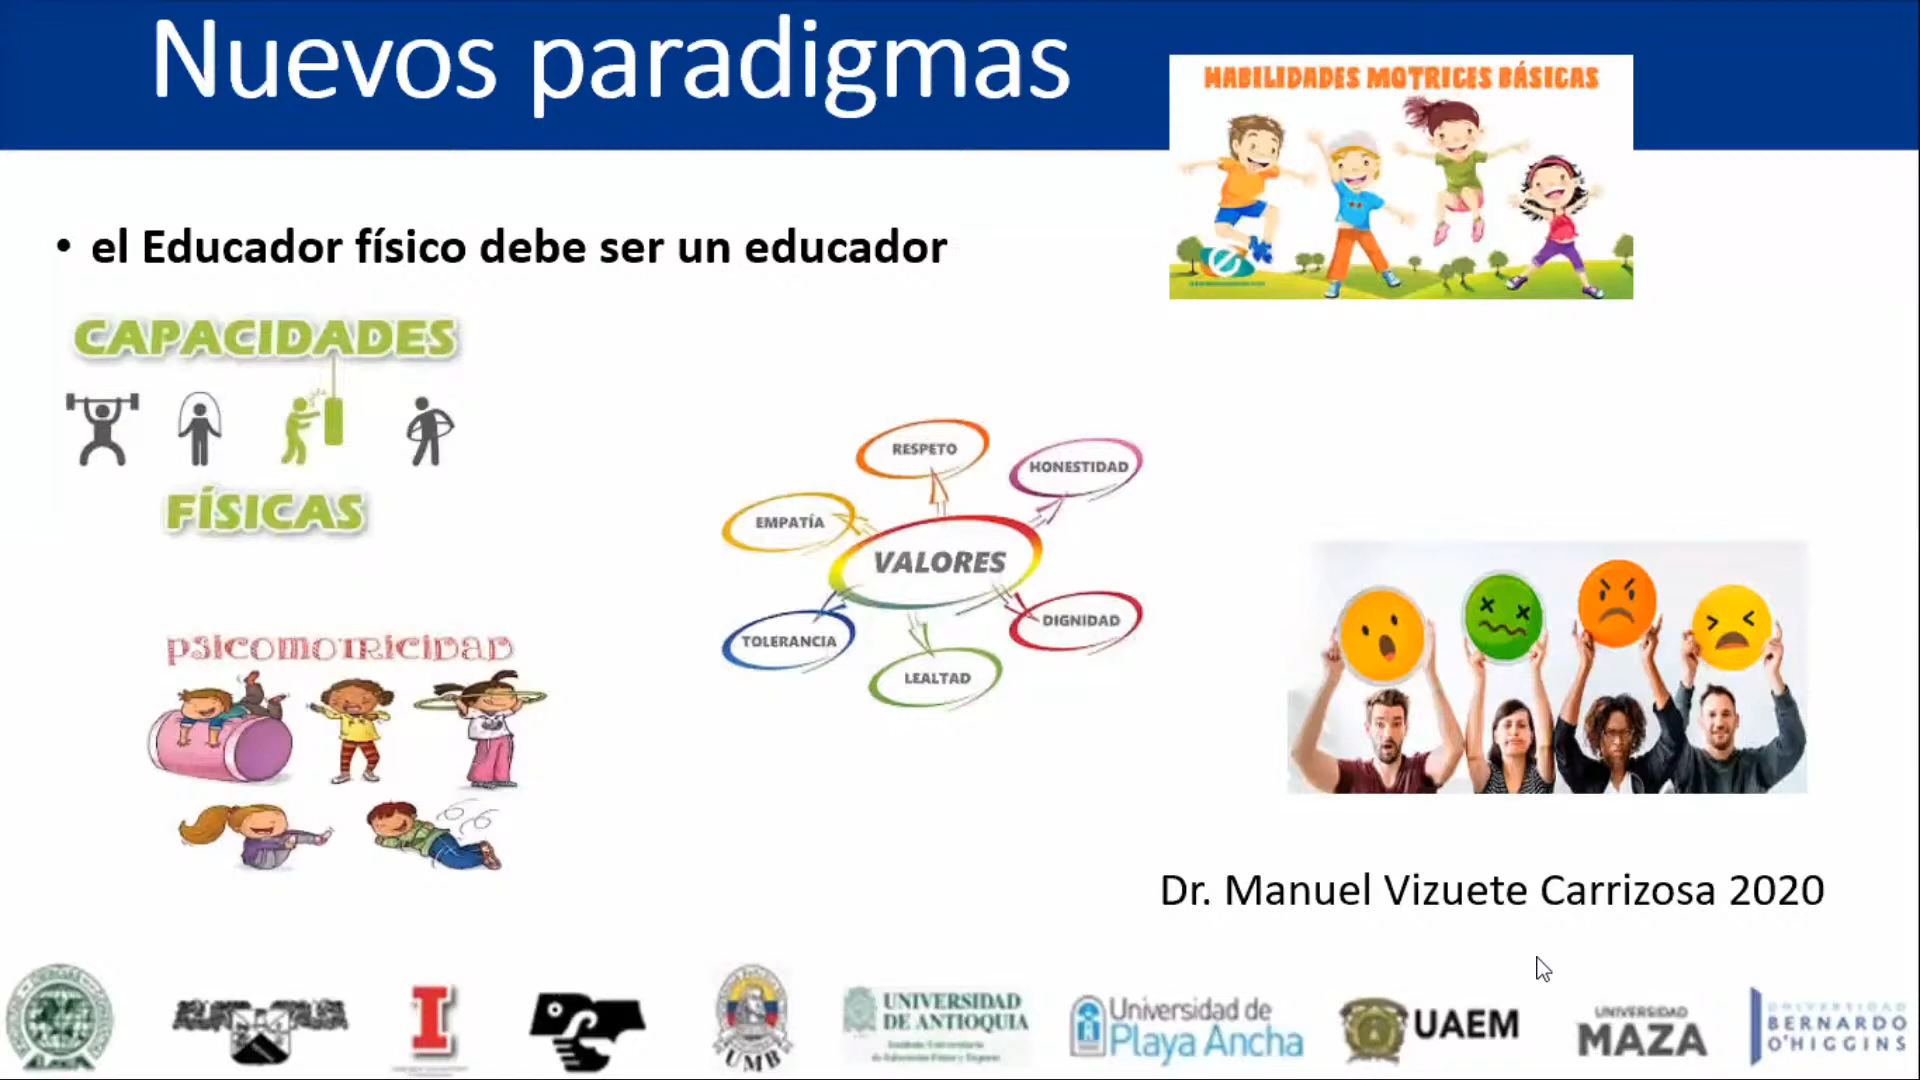 Nuevos paradigmas
HABILIDADES MOTRICES BÁSICAS
• el Educador físico debe ser un educador
CAPACIDADES
FÍSICAS
RESPETO
HONESTIDAD
EMPATÍA
VALORES
DIGNIDAD
TOLERANCIA
LEALTAD
PSICOMOTRICIDAD
Dr. Manuel Vizuete Carrizosa 2020
I
UMB
UNIVERSIDAD
DE ANTIOQUIA
Universidad de
Playa Ancha
UAEM
UNIVERSIDAD
MAZA
UNIVERSIDAD
BERNARDO
O'HIGGINS